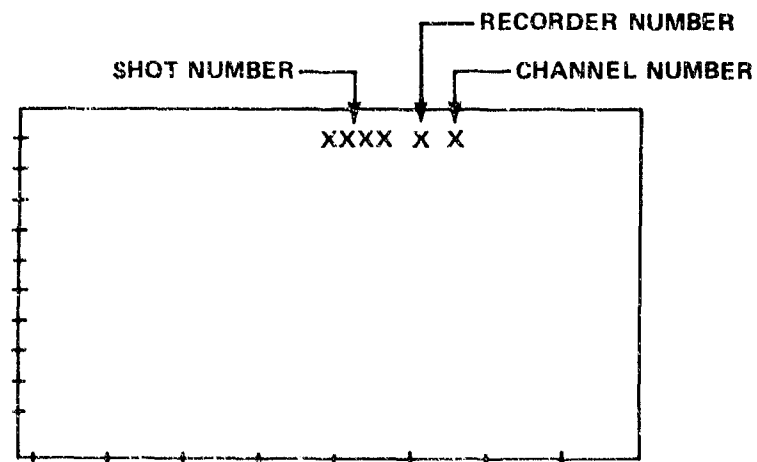 RECORDER NUMBER
SHOT NUMBER
CHANNEL NUMBER
XXXX X X